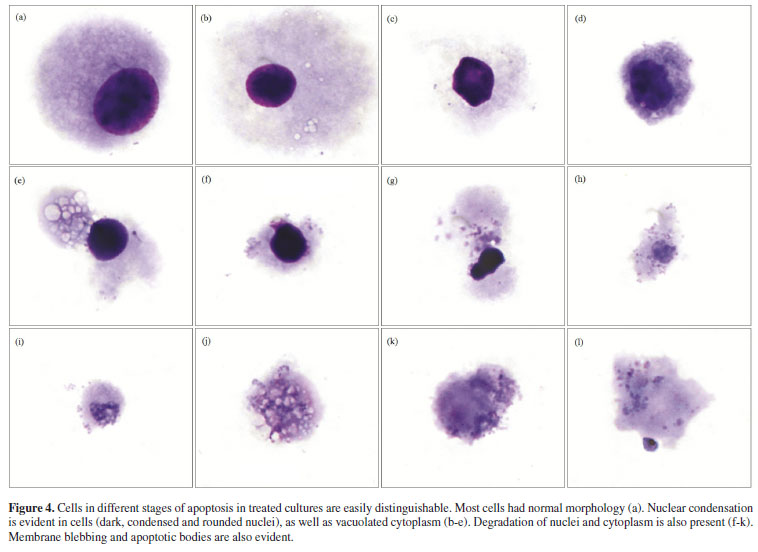 (a) (b) (c) (d)
(e) (f) (g) (h)
(i) (j) (k) (l)
Figure 4. Cells in different stages of apoptosis in treated cultures are easily distinguishable. Most cells had normal morphology (a). Nuclear condensation
is evident in cells (dark, condensed and rounded nuclei), as well as vacuolated cytoplasm (b-e). Degradation of nuclei and cytoplasm is also present (f-k).
Membrane blebbing and apoptotic bodies are also evident.